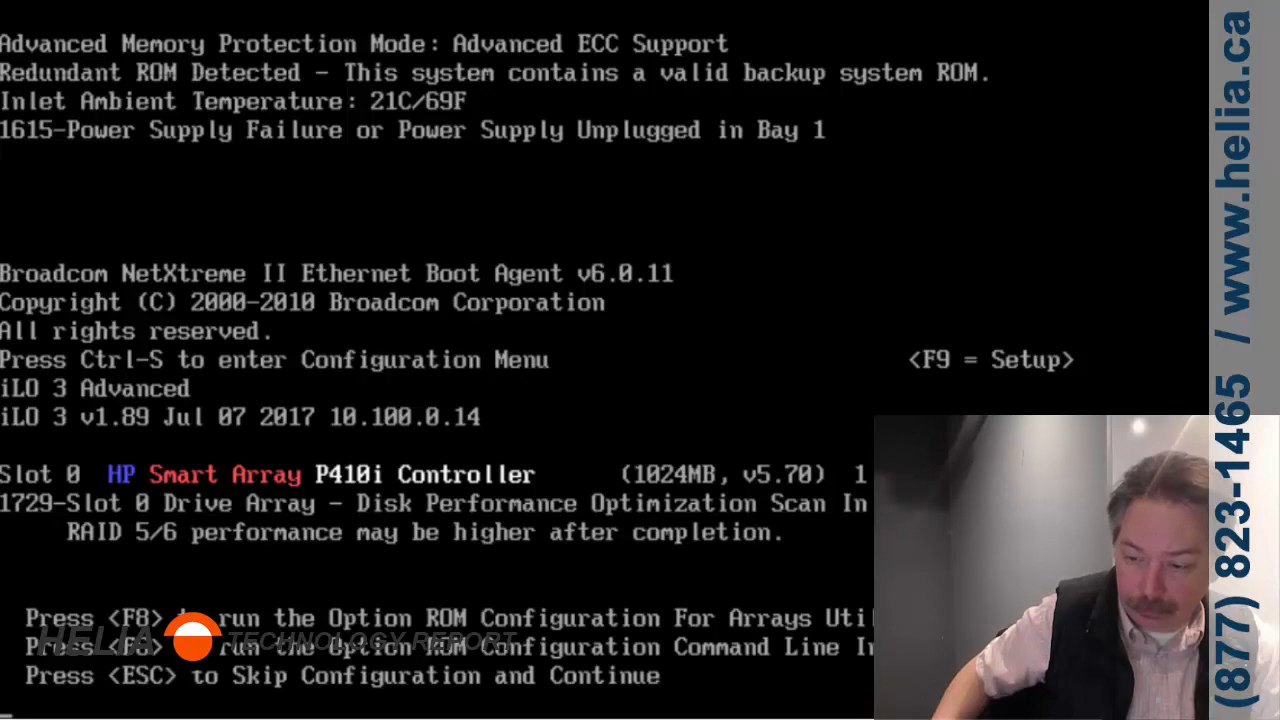 Advanced Memory Protection Mode: Advanced ECC Support
Redundant ROM Detected - This system contains a valid backup system ROM.
Inlet Ambient Temperature: 21C/69F
1615-Power Supply Failure or Power Supply Unplugged in Bay 1
Broadcom NetXtreme II Ethernet Boot Agent v6.0.11
Copyright (C) 2000-2010 Broadcom Corporation
All rights reserved.
Press Ctrl-S to enter Configuration Menu <F9 = Setup>
iLO 3 Advanced
iLO 3 v1.89 Jul 07 2017 10.100.0.14
Slot 0 HP Smart Array P410i Controller (1024MB, v5.70) 1
1729-Slot 0 Drive Array - Disk Performance Optimization Scan In
RAID 5/6 performance may be higher after completion.
Press <F8> to run the Option ROM Configuration For Arrays Util
Press run the Option ROM Configuration Command Line In
Press <ESC> to Skip Configuration and Continue
HELIA TECHNOLOGY REPORT
(877) 823-1465 / www.helia.ca